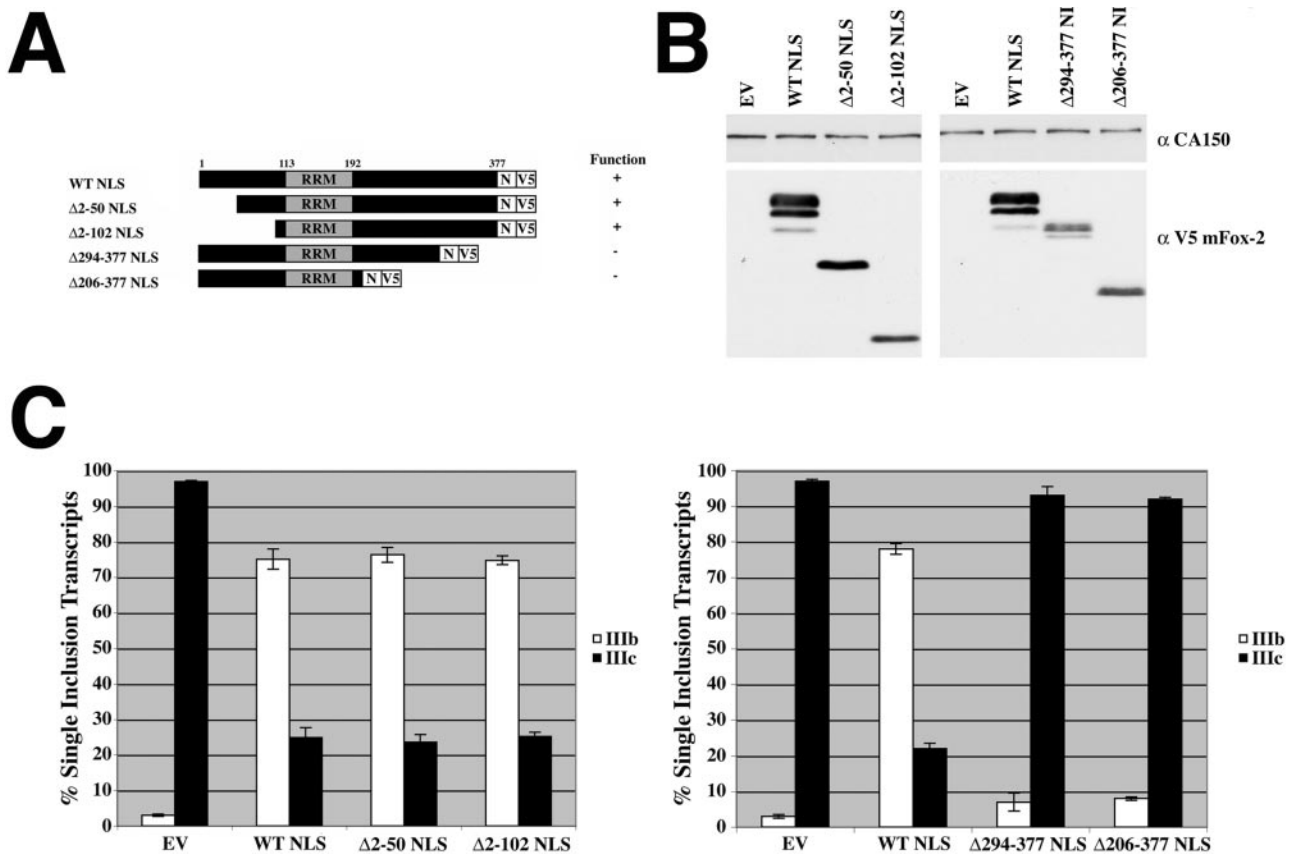 A
1 113 192 377 Function
WT NLS RRM N V5 +
Δ2-50 NLS RRM N V5 +
Δ2-102 NLS RRM N V5 +
Δ294-377 NLS RRM N V5 -
Δ206-377 NLS RRM N V5 -
B
EV WT NLS Δ2-50 NLS Δ2-102 NLS
EV WT NLS Δ294-377 NI Δ206-377 NI
α CA150
α V5 mFox-2
C
% Single Inclusion Transcripts
100
90
80
70
60
50
40
30
20
10
0
EV WT NLS Δ2-50 NLS Δ2-102 NLS
IIIb
IIIc
% Single Inclusion Transcripts
100
90
80
70
60
50
40
30
20
10
0
EV WT NLS Δ294-377 NLS Δ206-377 NLS
IIIb
IIIc